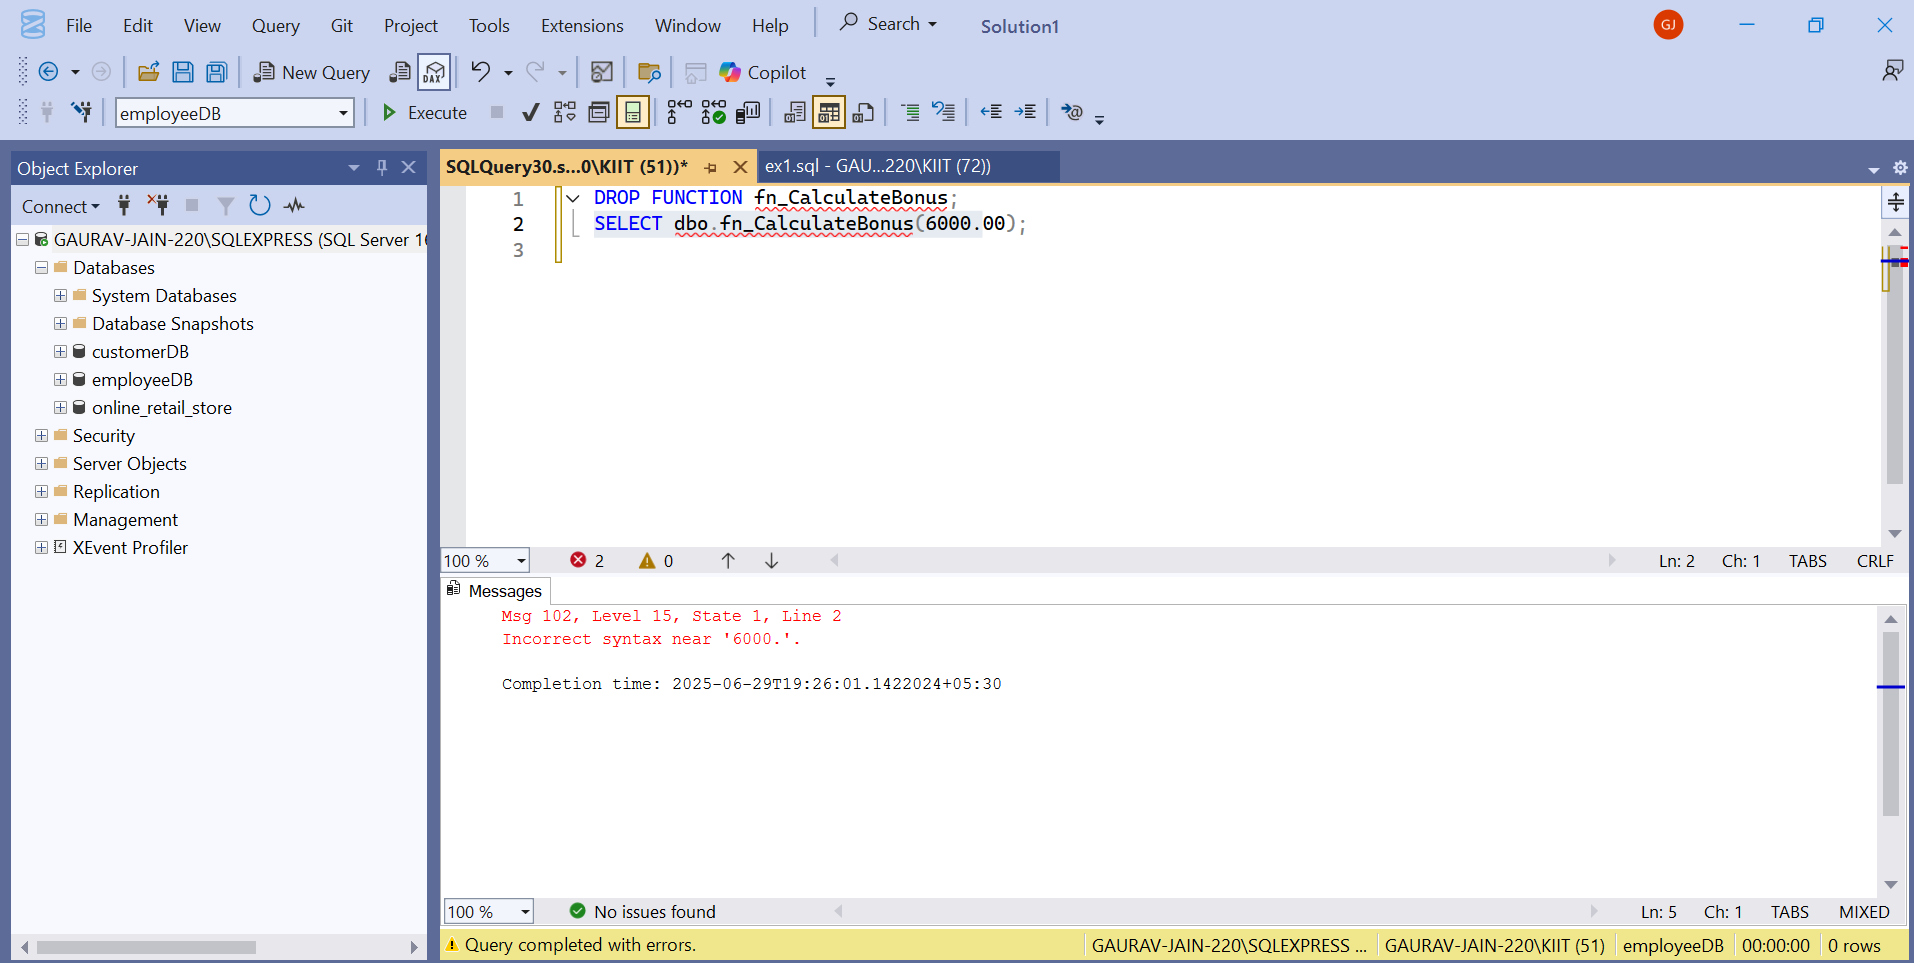 File Edit View Query Git Project Tools Extensions Window Help Search Solution1 GJ
New Query DAX Copilot
employeeDB Execute
Object Explorer
Connect
GAURAV-JAIN-220\SQLEXPRESS (SQL Server 16
Databases
System Databases
Database Snapshots
customerDB
employeeDB
online_retail_store
Security
Server Objects
Replication
Management
XEvent Profiler
SQLQuery30.s...0\KIIT (51))* ex1.sql - GAU...220\KIIT (72))
1 DROP FUNCTION fn_CalculateBonus;
2 SELECT dbo.fn_CalculateBonus(6000.00);
3
100 % 2 0 Ln: 2 Ch: 1 TABS CRLF
Messages
Msg 102, Level 15, State 1, Line 2
Incorrect syntax near '6000.'.
Completion time: 2025-06-29T19:26:01.1422024+05:30
100 % No issues found Ln: 5 Ch: 1 TABS MIXED
Query completed with errors. GAURAV-JAIN-220\SQLEXPRESS ... GAURAV-JAIN-220\KIIT (51) employeeDB 00:00:00 0 rows